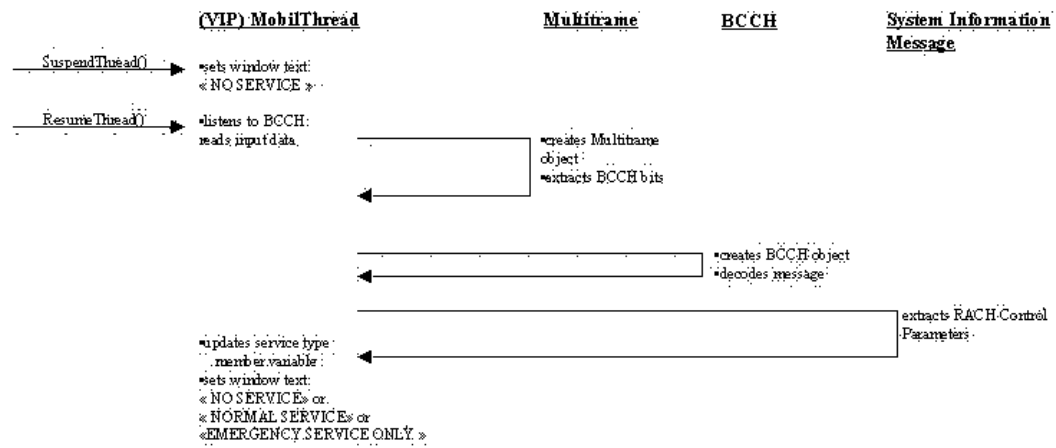 (VIP) MobilThread
Multiframe
BCCH
System Information
Message
SuspendThread()
▪sets window text:
« NO SERVICE »
ResumeThread()
▪listens to BCCH:
reads input data
▪creates Multiframe
object
▪extracts BCCH bits
▪creates BCCH object
▪decodes message
extracts RACH Control
Parameters
▪updates service type
member variable
▪sets window text:
« NO SERVICE» or
« NORMAL SERVICE» or
«EMERGENCY SERVICE ONLY »